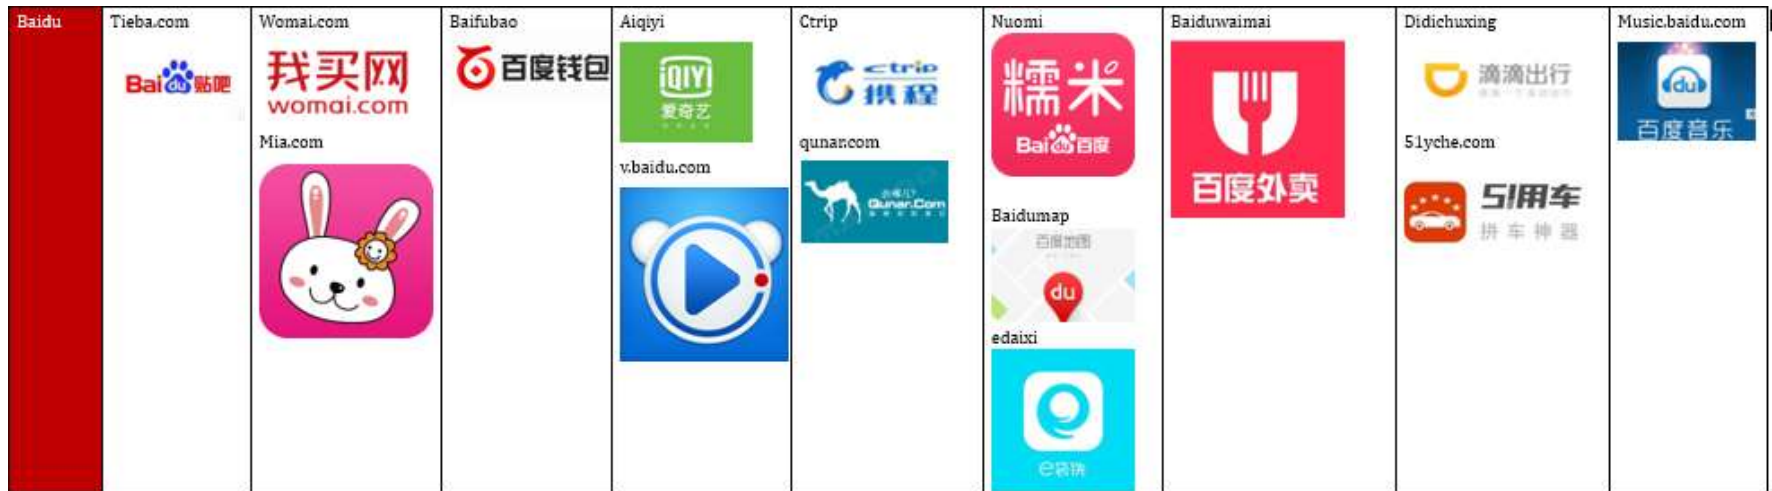 Baidu
Tieba.com
Bai du 贴吧
Womai.com
我买网
womai.com
Mia.com
Baifubao
百度钱包
Aiqiyi
iQIYI
爱奇艺
v.baidu.com
Ctrip
ctrip
携程
qunar.com
去哪儿?
Qunar.Com
Nuomi
糯米
Bai du 百度
Baidumap
百度地图
du
edaixi
e袋洗
Baiduwaimai
百度外卖
Didichuxing
滴滴出行
51yche.com
51用车
拼车神器
Music.baidu.com
du
百度音乐